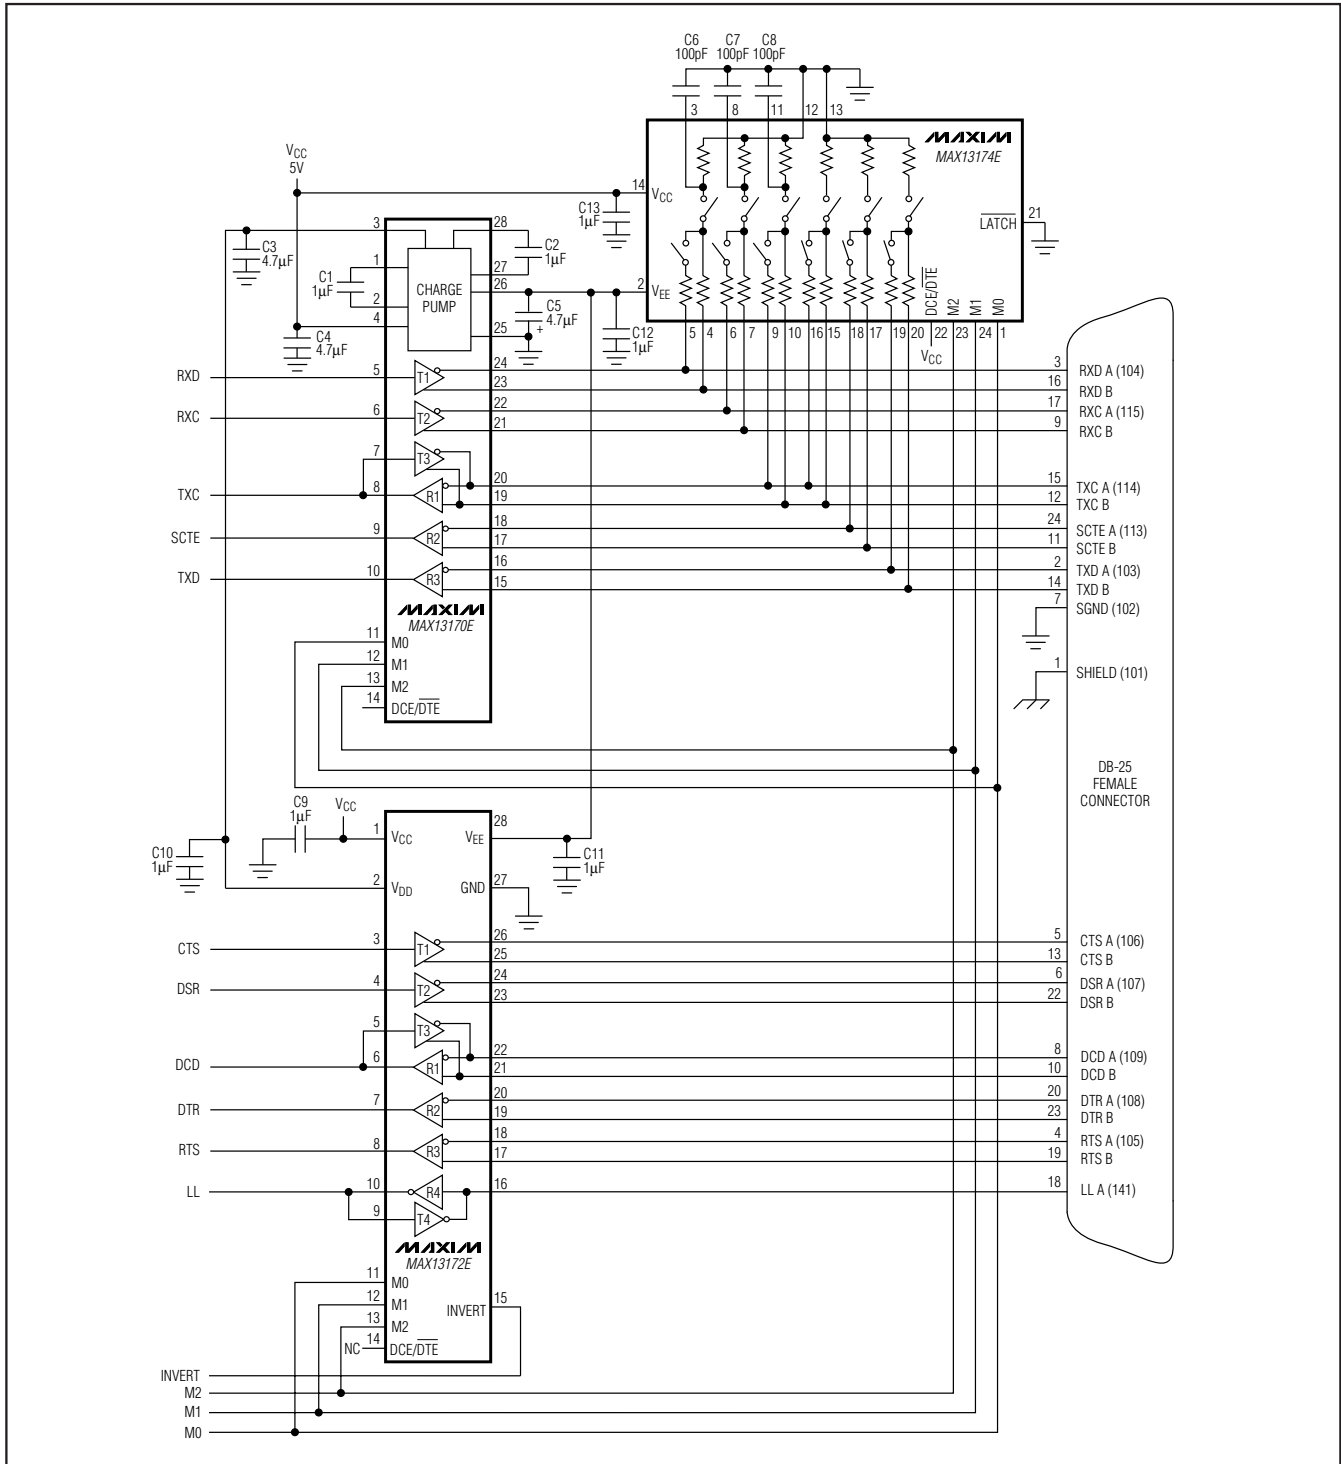 C6 C7 C8
100pF 100pF 100pF
3 8 11 12 13
MAXIM
MAX13174E
VCC
5V
14 VCC
C13
1µF
21
LATCH
3 28
C3
4.7µF
C2
1µF
1 27
C1
1µF
CHARGE
PUMP
2 26
2 VEE
C5
4.7µF
+
4 25
C4
4.7µF
C12
1µF
DCE/DTE M2 M1 M0
5 4 6 7 9 10 16 15 18 17 19 20 22 23 24 1
VCC
RXD 5 T1 24 3 RXD A (104)
23 16 RXD B
RXC 6 T2 22 17 RXC A (115)
21 9 RXC B
7 T3
TXC 8 R1 20 15 TXC A (114)
19 12 TXC B
SCTE 9 R2 18 24 SCTE A (113)
17 11 SCTE B
TXD 10 R3 16 2 TXD A (103)
15 14 TXD B
7 SGND (102)
MAXIM
MAX13170E
11 M0
12 M1
13 M2
14 DCE/DTE
1 SHIELD (101)
DB-25
FEMALE
CONNECTOR
C9
1µF
VCC
1 VCC VEE 28
C10
1µF
C11
1µF
2 VDD GND 27
CTS 3 T1 26 5 CTS A (106)
25 13 CTS B
DSR 4 T2 24 6 DSR A (107)
23 22 DSR B
5 T3
DCD 6 R1 22 8 DCD A (109)
21 10 DCD B
DTR 7 R2 20 20 DTR A (108)
19 23 DTR B
RTS 8 R3 18 4 RTS A (105)
17 19 RTS B
LL 10 R4 16 18 LL A (141)
9 T4
MAXIM
MAX13172E
11 M0
12 M1
INVERT 15
13 M2
NC 14 DCE/DTE
INVERT
M2
M1
M0